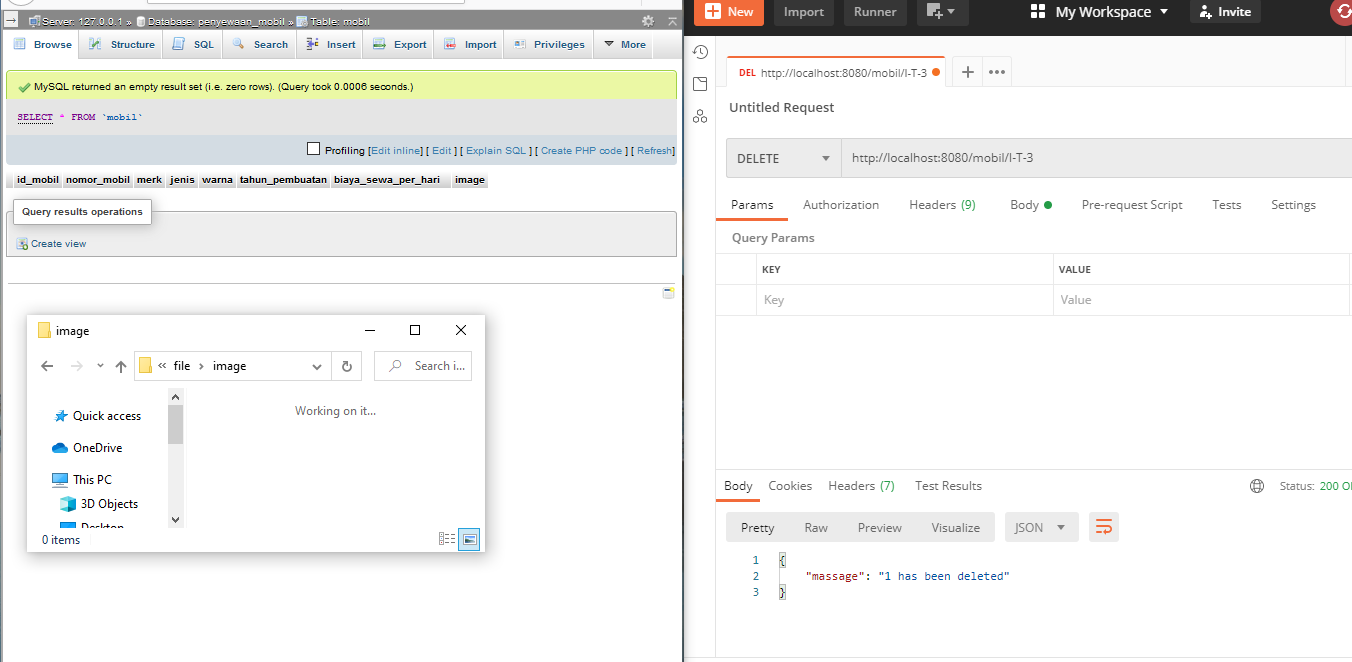 Server: 127.0.0.1 » Database: penyewaan_mobil » Table: mobil
Browse Structure SQL Search Insert Export Import Privileges More
MySQL returned an empty result set (i.e. zero rows). (Query took 0.0006 seconds.)
SELECT * FROM `mobil`
Profiling [Edit inline] [ Edit ] [ Explain SQL ] [ Create PHP code ] [ Refresh]
id_mobil nomor_mobil merk jenis warna tahun_pembuatan biaya_sewa_per_hari image
Query results operations
Create view
image
« file › image
Search i...
Working on it...
Quick access
OneDrive
This PC
3D Objects
Desktop
0 items
New Import Runner My Workspace Invite
DEL http://localhost:8080/mobil/I-T-3
Untitled Request
DELETE http://localhost:8080/mobil/I-T-3
Params Authorization Headers (9) Body Pre-request Script Tests Settings
Query Params
KEY VALUE
Key Value
Body Cookies Headers (7) Test Results Status: 200 O
Pretty Raw Preview Visualize JSON
1 {
2 "massage": "1 has been deleted"
3 }